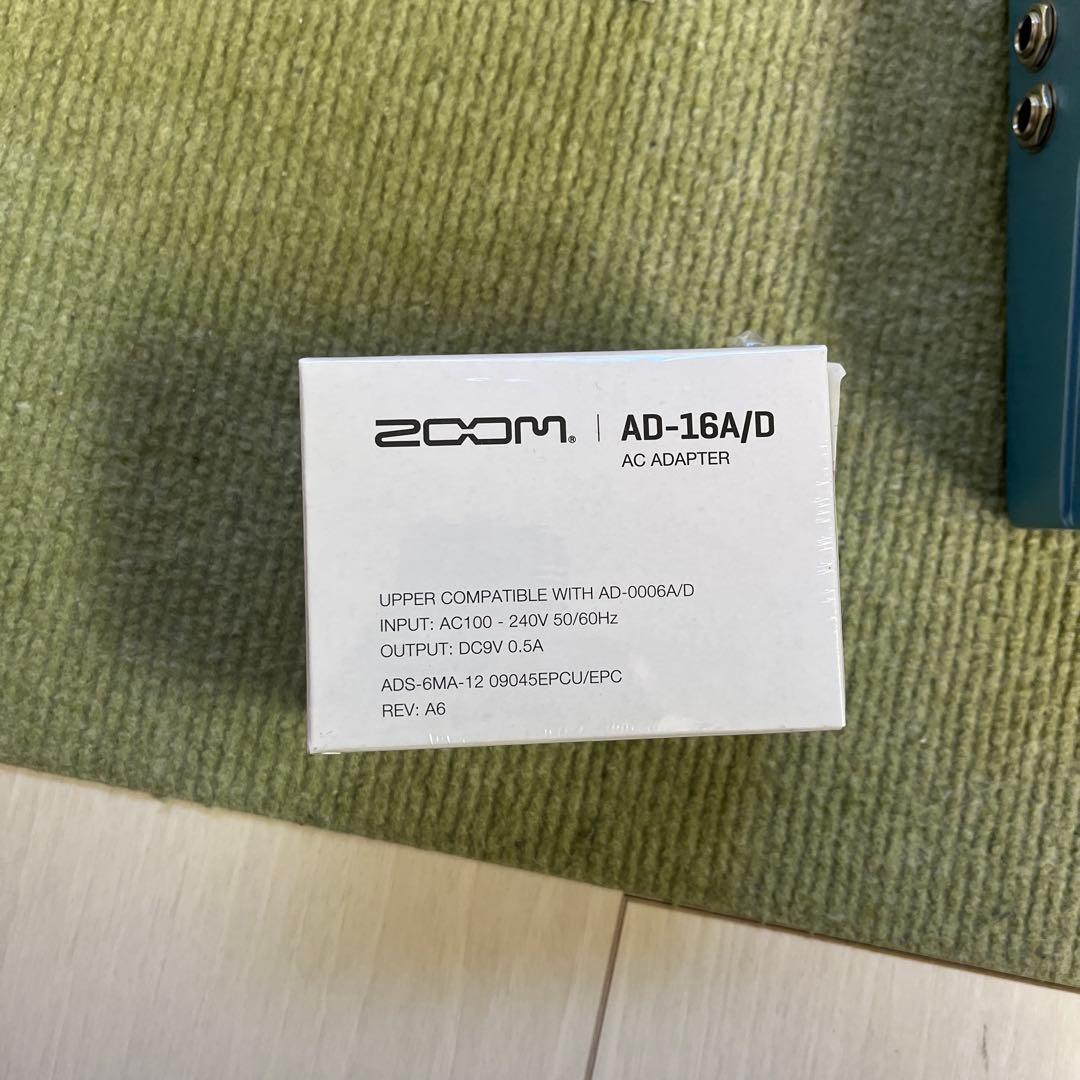 ZOOM® | AD-16A/D
AC ADAPTER
UPPER COMPATIBLE WITH AD-0006A/D
INPUT: AC100 - 240V 50/60Hz
OUTPUT: DC9V 0.5A
ADS-6MA-12 09045EPCU/EPC
REV: A6